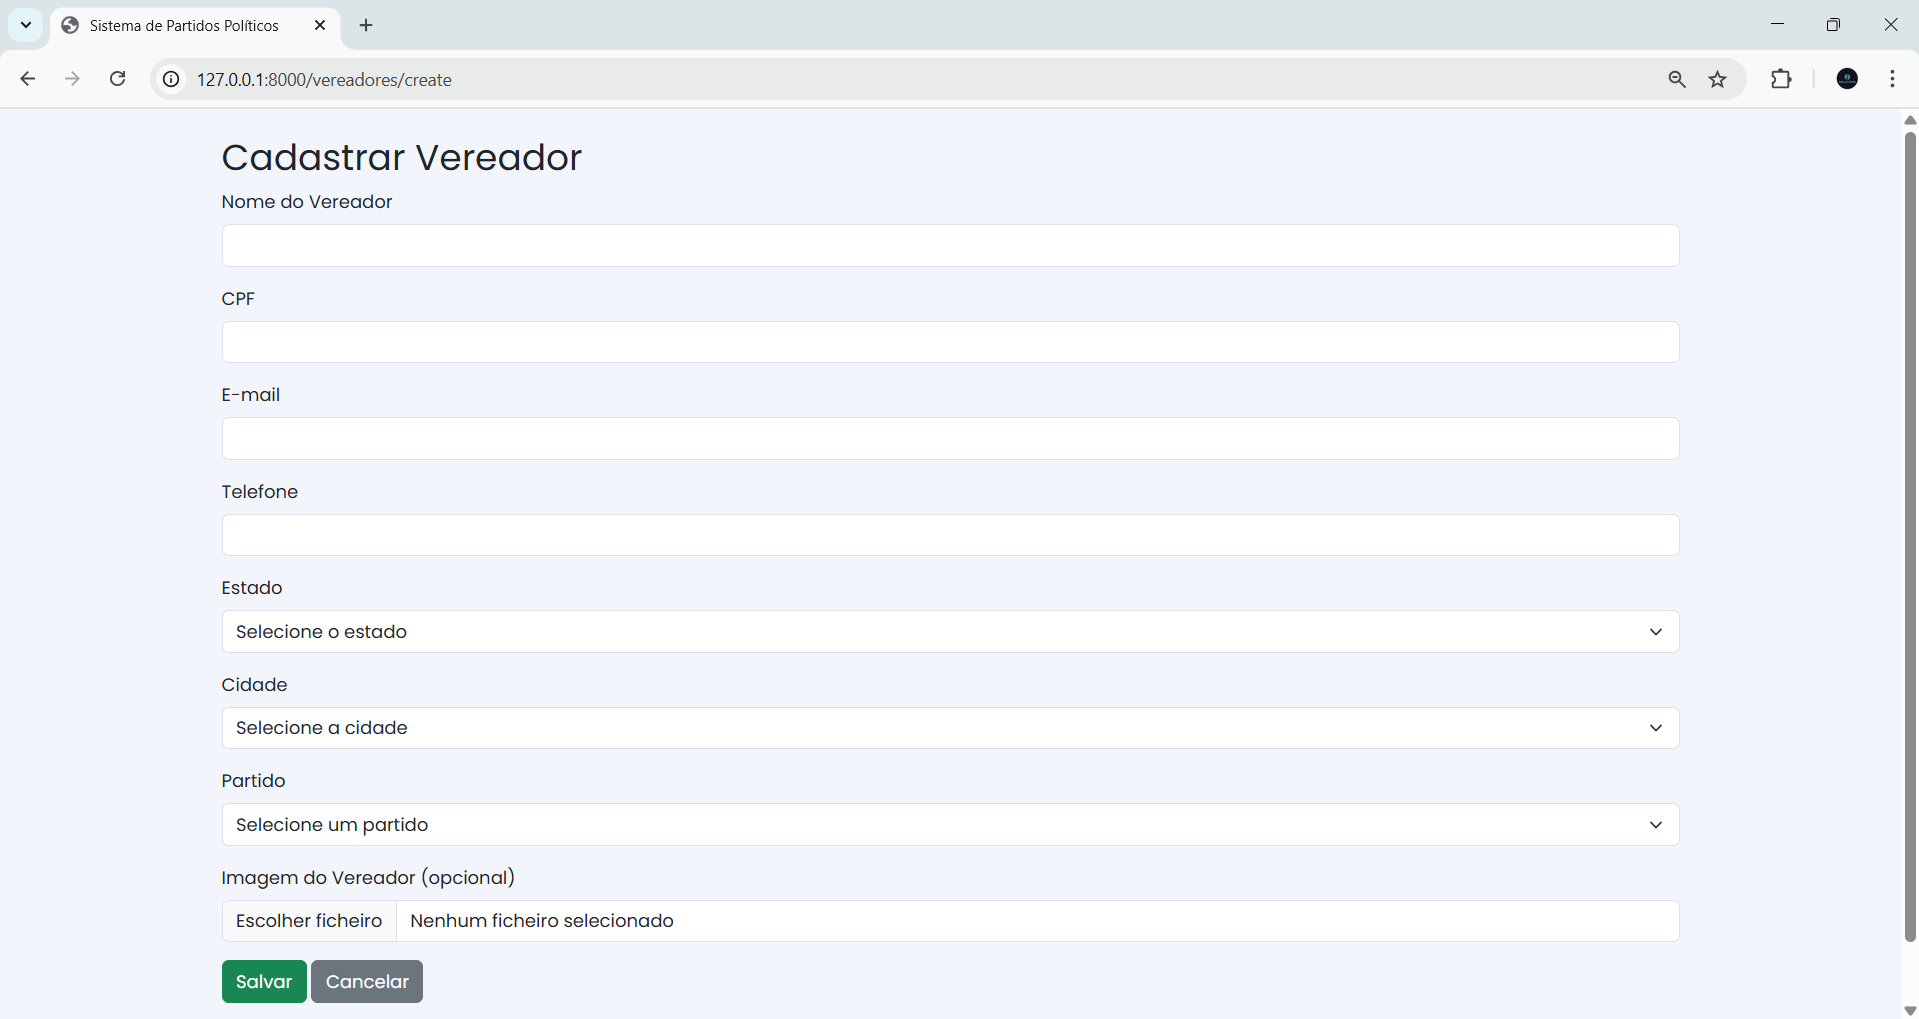 Sistema de Partidos Políticos
127.0.0.1:8000/vereadores/create
Cadastrar Vereador
Nome do Vereador
CPF
E-mail
Telefone
Estado
Selecione o estado
Cidade
Selecione a cidade
Partido
Selecione um partido
Imagem do Vereador (opcional)
Escolher ficheiro Nenhum ficheiro selecionado
Salvar Cancelar